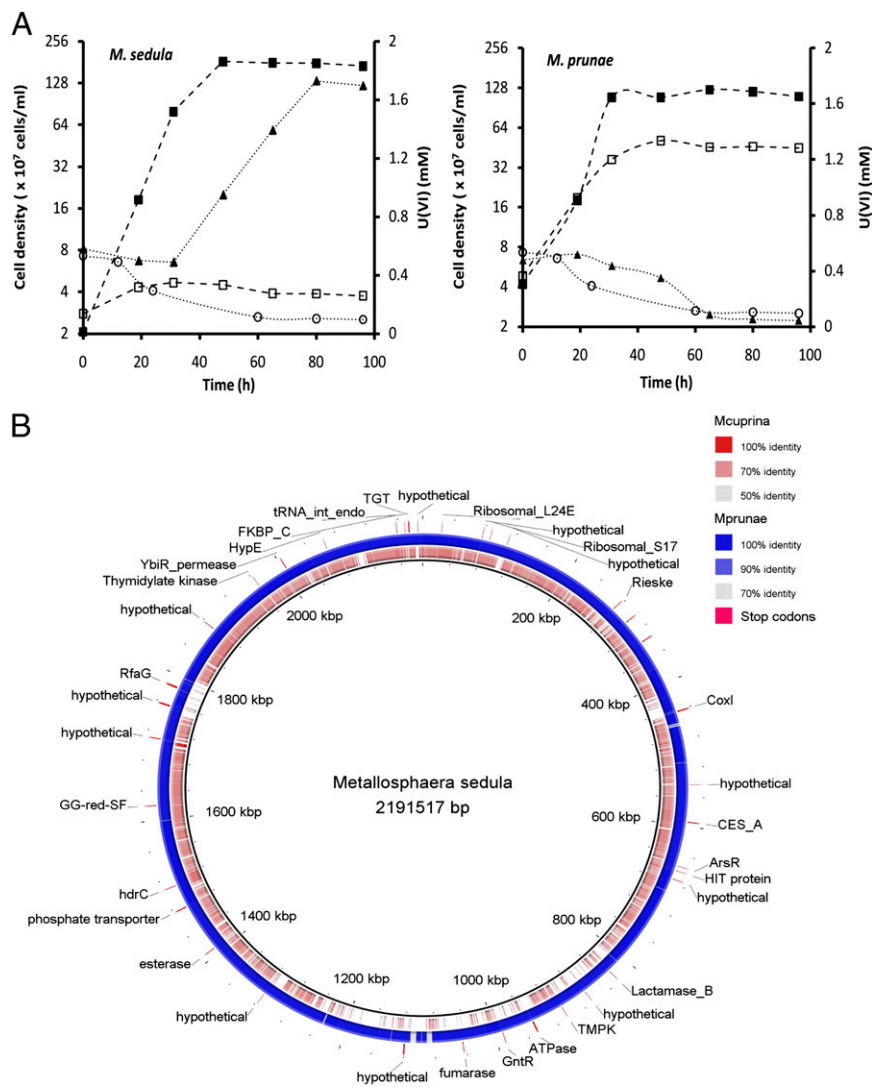 A
M. sedula
Cell density ( x 10⁷ cells/ml)
256
128
64
32
16
8
4
2
2
1.6
1.2
0.8
0.4
0
U(VI) (mM)
0 20 40 60 80 100
Time (h)
M. prunae
Cell density ( x 10⁷ cells/ml)
256
128
64
32
16
8
4
2
2
1.6
1.2
0.8
0.4
0
U(VI) (mM)
0 20 40 60 80 100
Time (h)
B
Mcuprina
100% identity
70% identity
50% identity
Mprunae
100% identity
90% identity
70% identity
Stop codons
hypothetical
Ribosomal_L24E
hypothetical
Ribosomal_S17
hypothetical
Rieske
CoxI
hypothetical
CES_A
ArsR
HIT protein
hypothetical
Lactamase_B
hypothetical
TMPK
ATPase
GntR
fumarase
hypothetical
hypothetical
esterase
phosphate transporter
hdrC
GG-red-SF
hypothetical
hypothetical
RfaG
hypothetical
Thymidylate kinase
YbiR_permease
HypE
FKBP_C
tRNA_int_endo
TGT
200 kbp
400 kbp
600 kbp
800 kbp
1000 kbp
1200 kbp
1400 kbp
1600 kbp
1800 kbp
2000 kbp
Metallosphaera sedula
2191517 bp